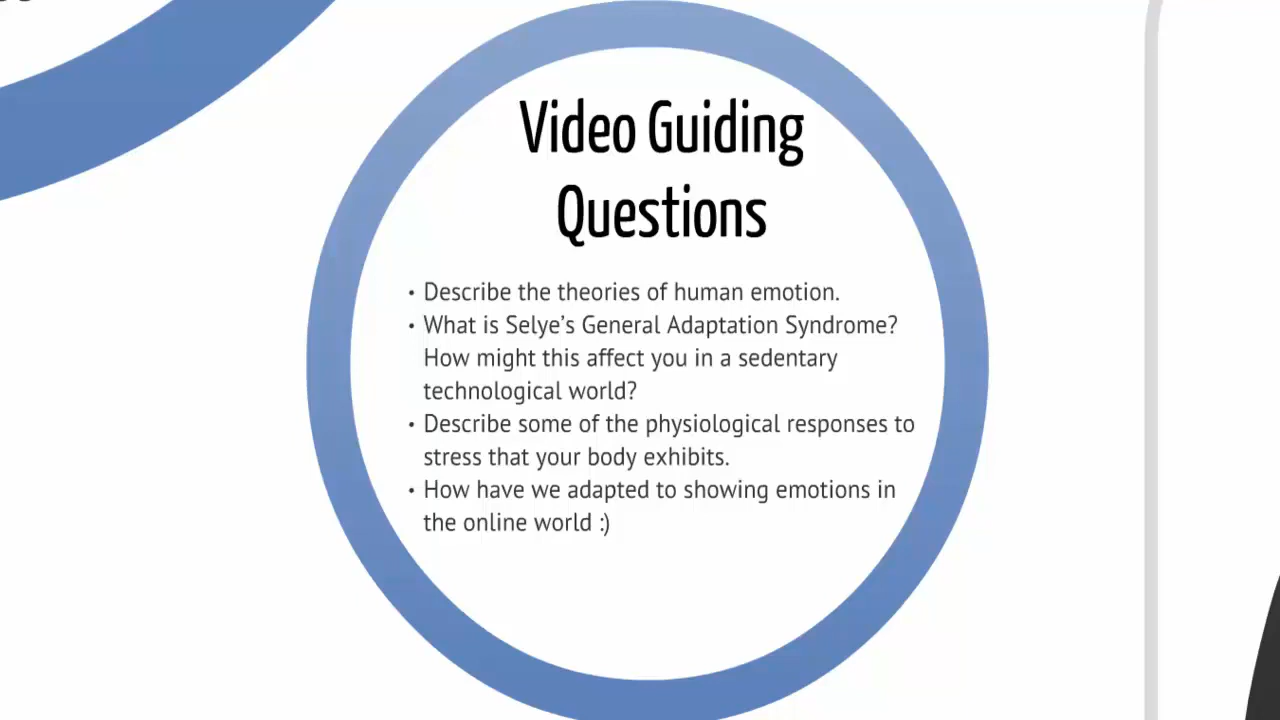 Video Guiding
Questions
• Describe the theories of human emotion.
• What is Selye’s General Adaptation Syndrome?
How might this affect you in a sedentary
technological world?
• Describe some of the physiological responses to
stress that your body exhibits.
• How have we adapted to showing emotions in
the online world :)